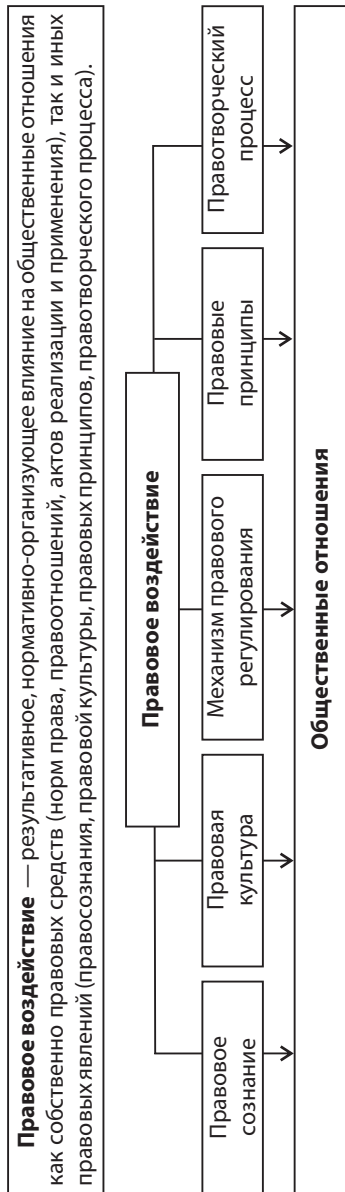 Правовое воздействие — результативное, нормативно-организующее влияние на общественные отношения
как собственно правовых средств (норм права, правоотношений, актов реализации и применения), так и иных
правовых явлений (правосознания, правовой культуры, правовых принципов, правотворческого процесса).
Правовое воздействие
Правовое
сознание
Правовая
культура
Механизм правового
регулирования
Правовые
принципы
Правотворческий
процесс
Общественные отношения